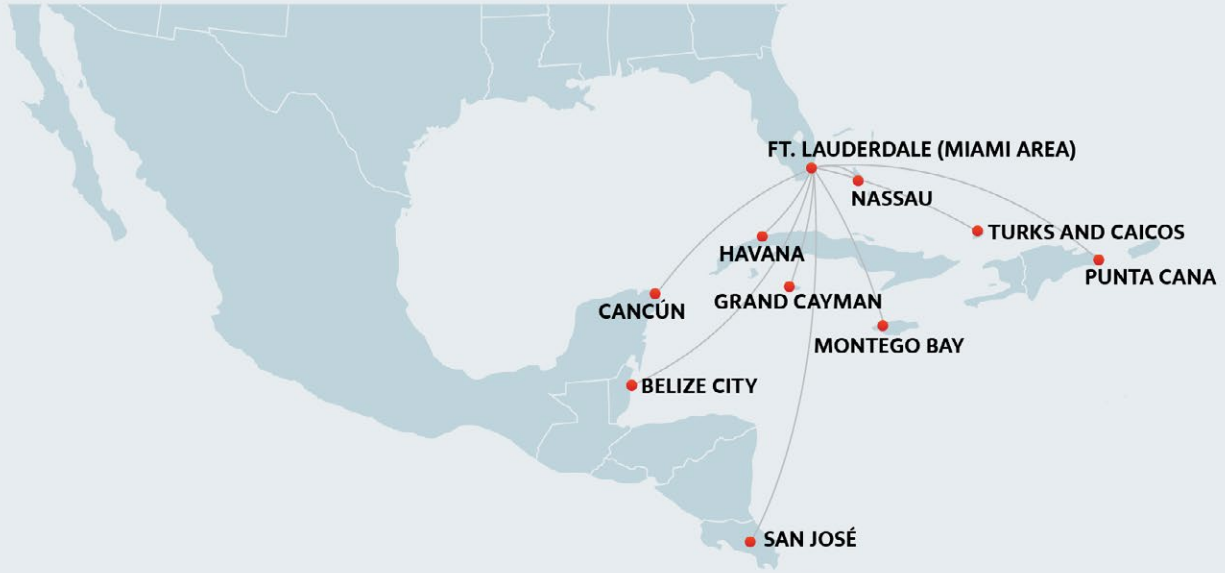 FT. LAUDERDALE (MIAMI AREA)
NASSAU
TURKS AND CAICOS
HAVANA
PUNTA CANA
GRAND CAYMAN
CANCÚN
MONTEGO BAY
BELIZE CITY
SAN JOSÉ